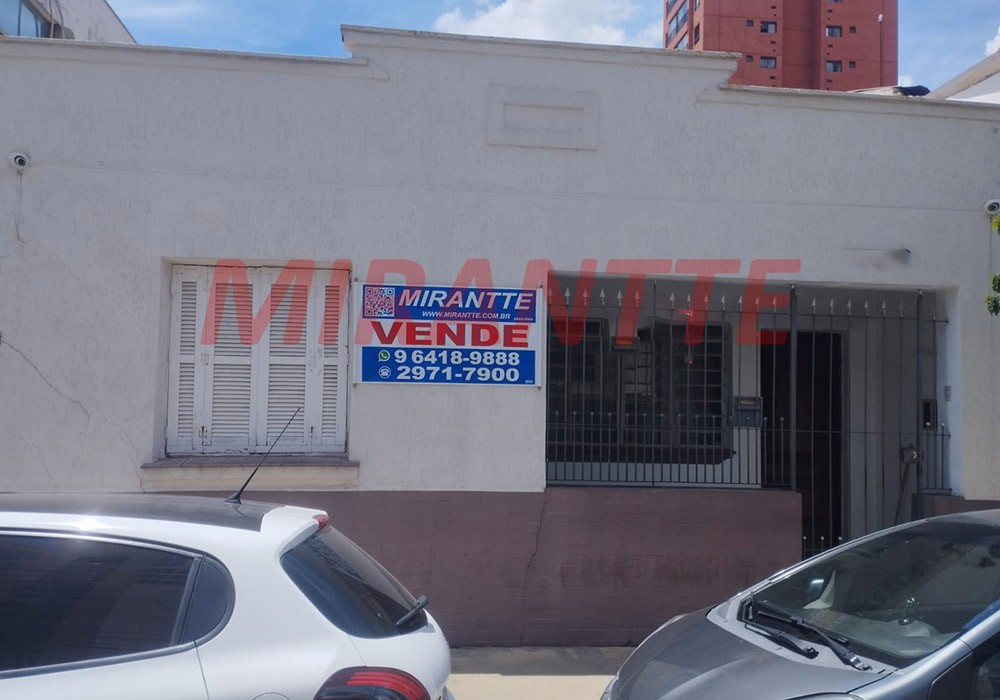 MIRANTTE
MIRANTTE
WWW.MIRANTTE.COM.BR
VENDE
9 6418-9888
2971-7900